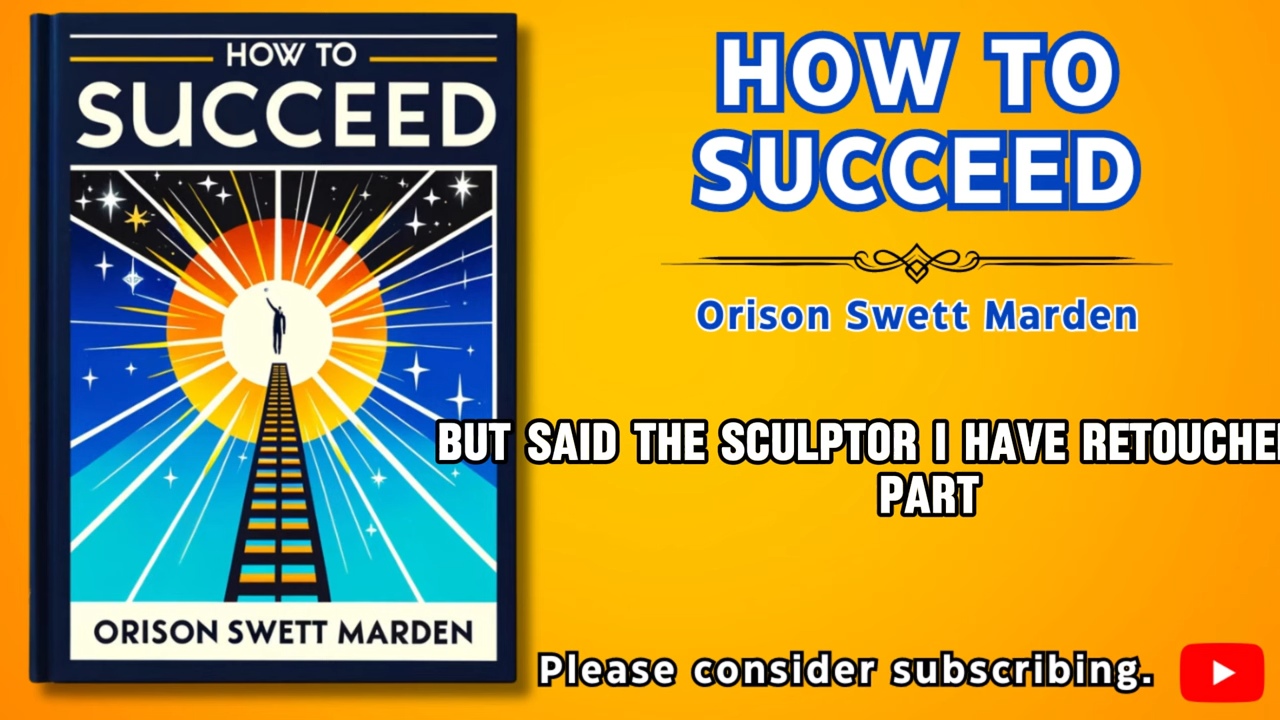 HOW TO
SUCCEED
ORISON SWETT MARDEN
HOW TO
SUCCEED
Orison Swett Marden
BUT SAID THE SCULPTOR I HAVE
PART
Please consider subscribing.